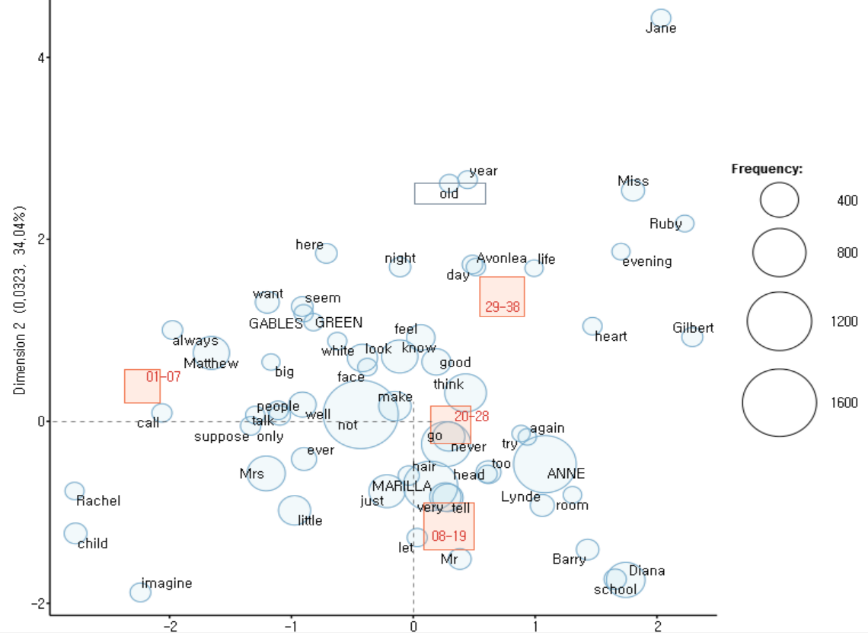 Jane
4
year
old
Miss
Frequency:
400
Ruby
2
here
night
Avonlea
life
evening
800
day
want
seem
29-38
GABLES
GREEN
1200
feel
heart
Gilbert
always
white
look
know
Matthew
good
01-07
big
face
think
1600
make
people
well
20-28
call
talk
not
0
suppose
only
go
never
try
again
ever
hair
too
Mrs
head
ANNE
MARILLA
Rachel
just
Lynde
room
very
tell
little
08-19
child
let
Mr
Barry
Diana
imagine
school
-2
-2
-1
0
1
2
Dimension 2 (0,0323, 34,04%)